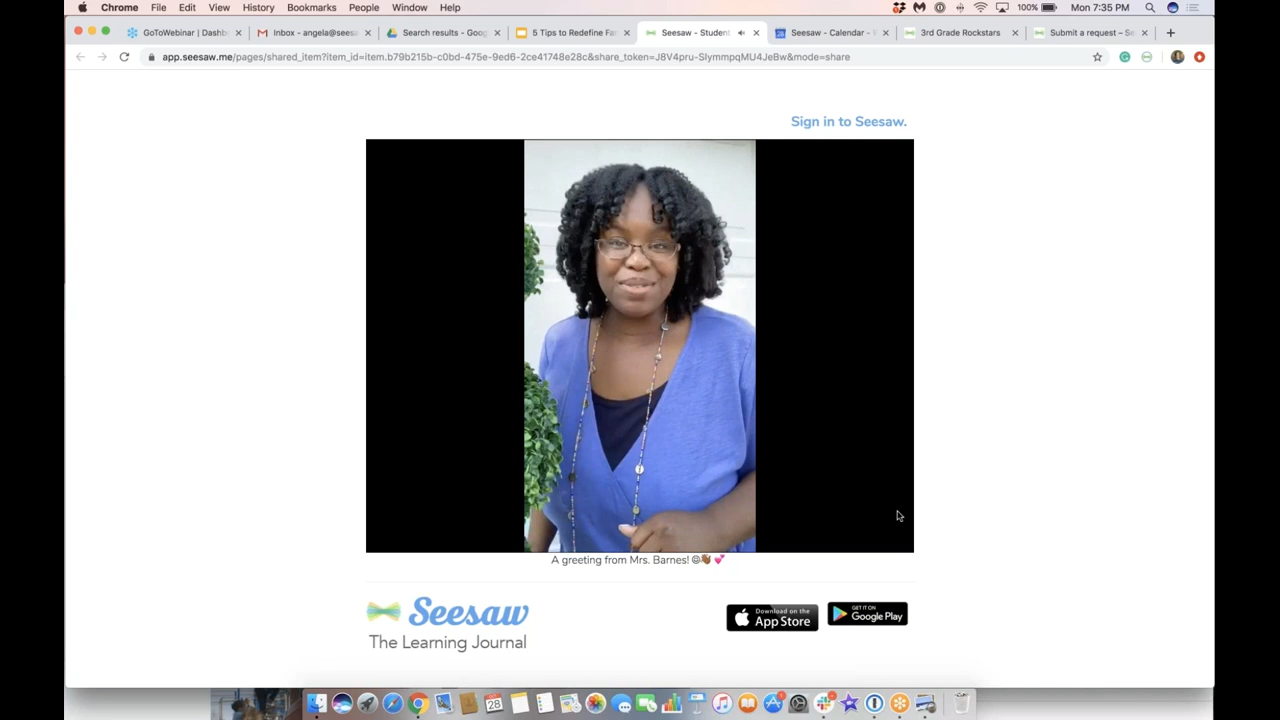 Chrome File Edit View History Bookmarks People Window Help 100% Mon 7:35 PM
GoToWebinar | Dashb Inbox - angela@sees Search results - Goog 5 Tips to Redefine Fa Seesaw - Student Seesaw - Calendar - 3rd Grade Rockstars Submit a request – S
app.seesaw.me/pages/shared_item?item_id=item.b79b215b-c0bd-475e-9ed6-2ce41748e28c&share_token=J8V4pru-SIymmpqMU4JeBw&mode=share
Sign in to Seesaw.
A greeting from Mrs. Barnes! 😄👋🏾 💕
Seesaw
The Learning Journal
Download on the
App Store
GET IT ON
Google Play
28